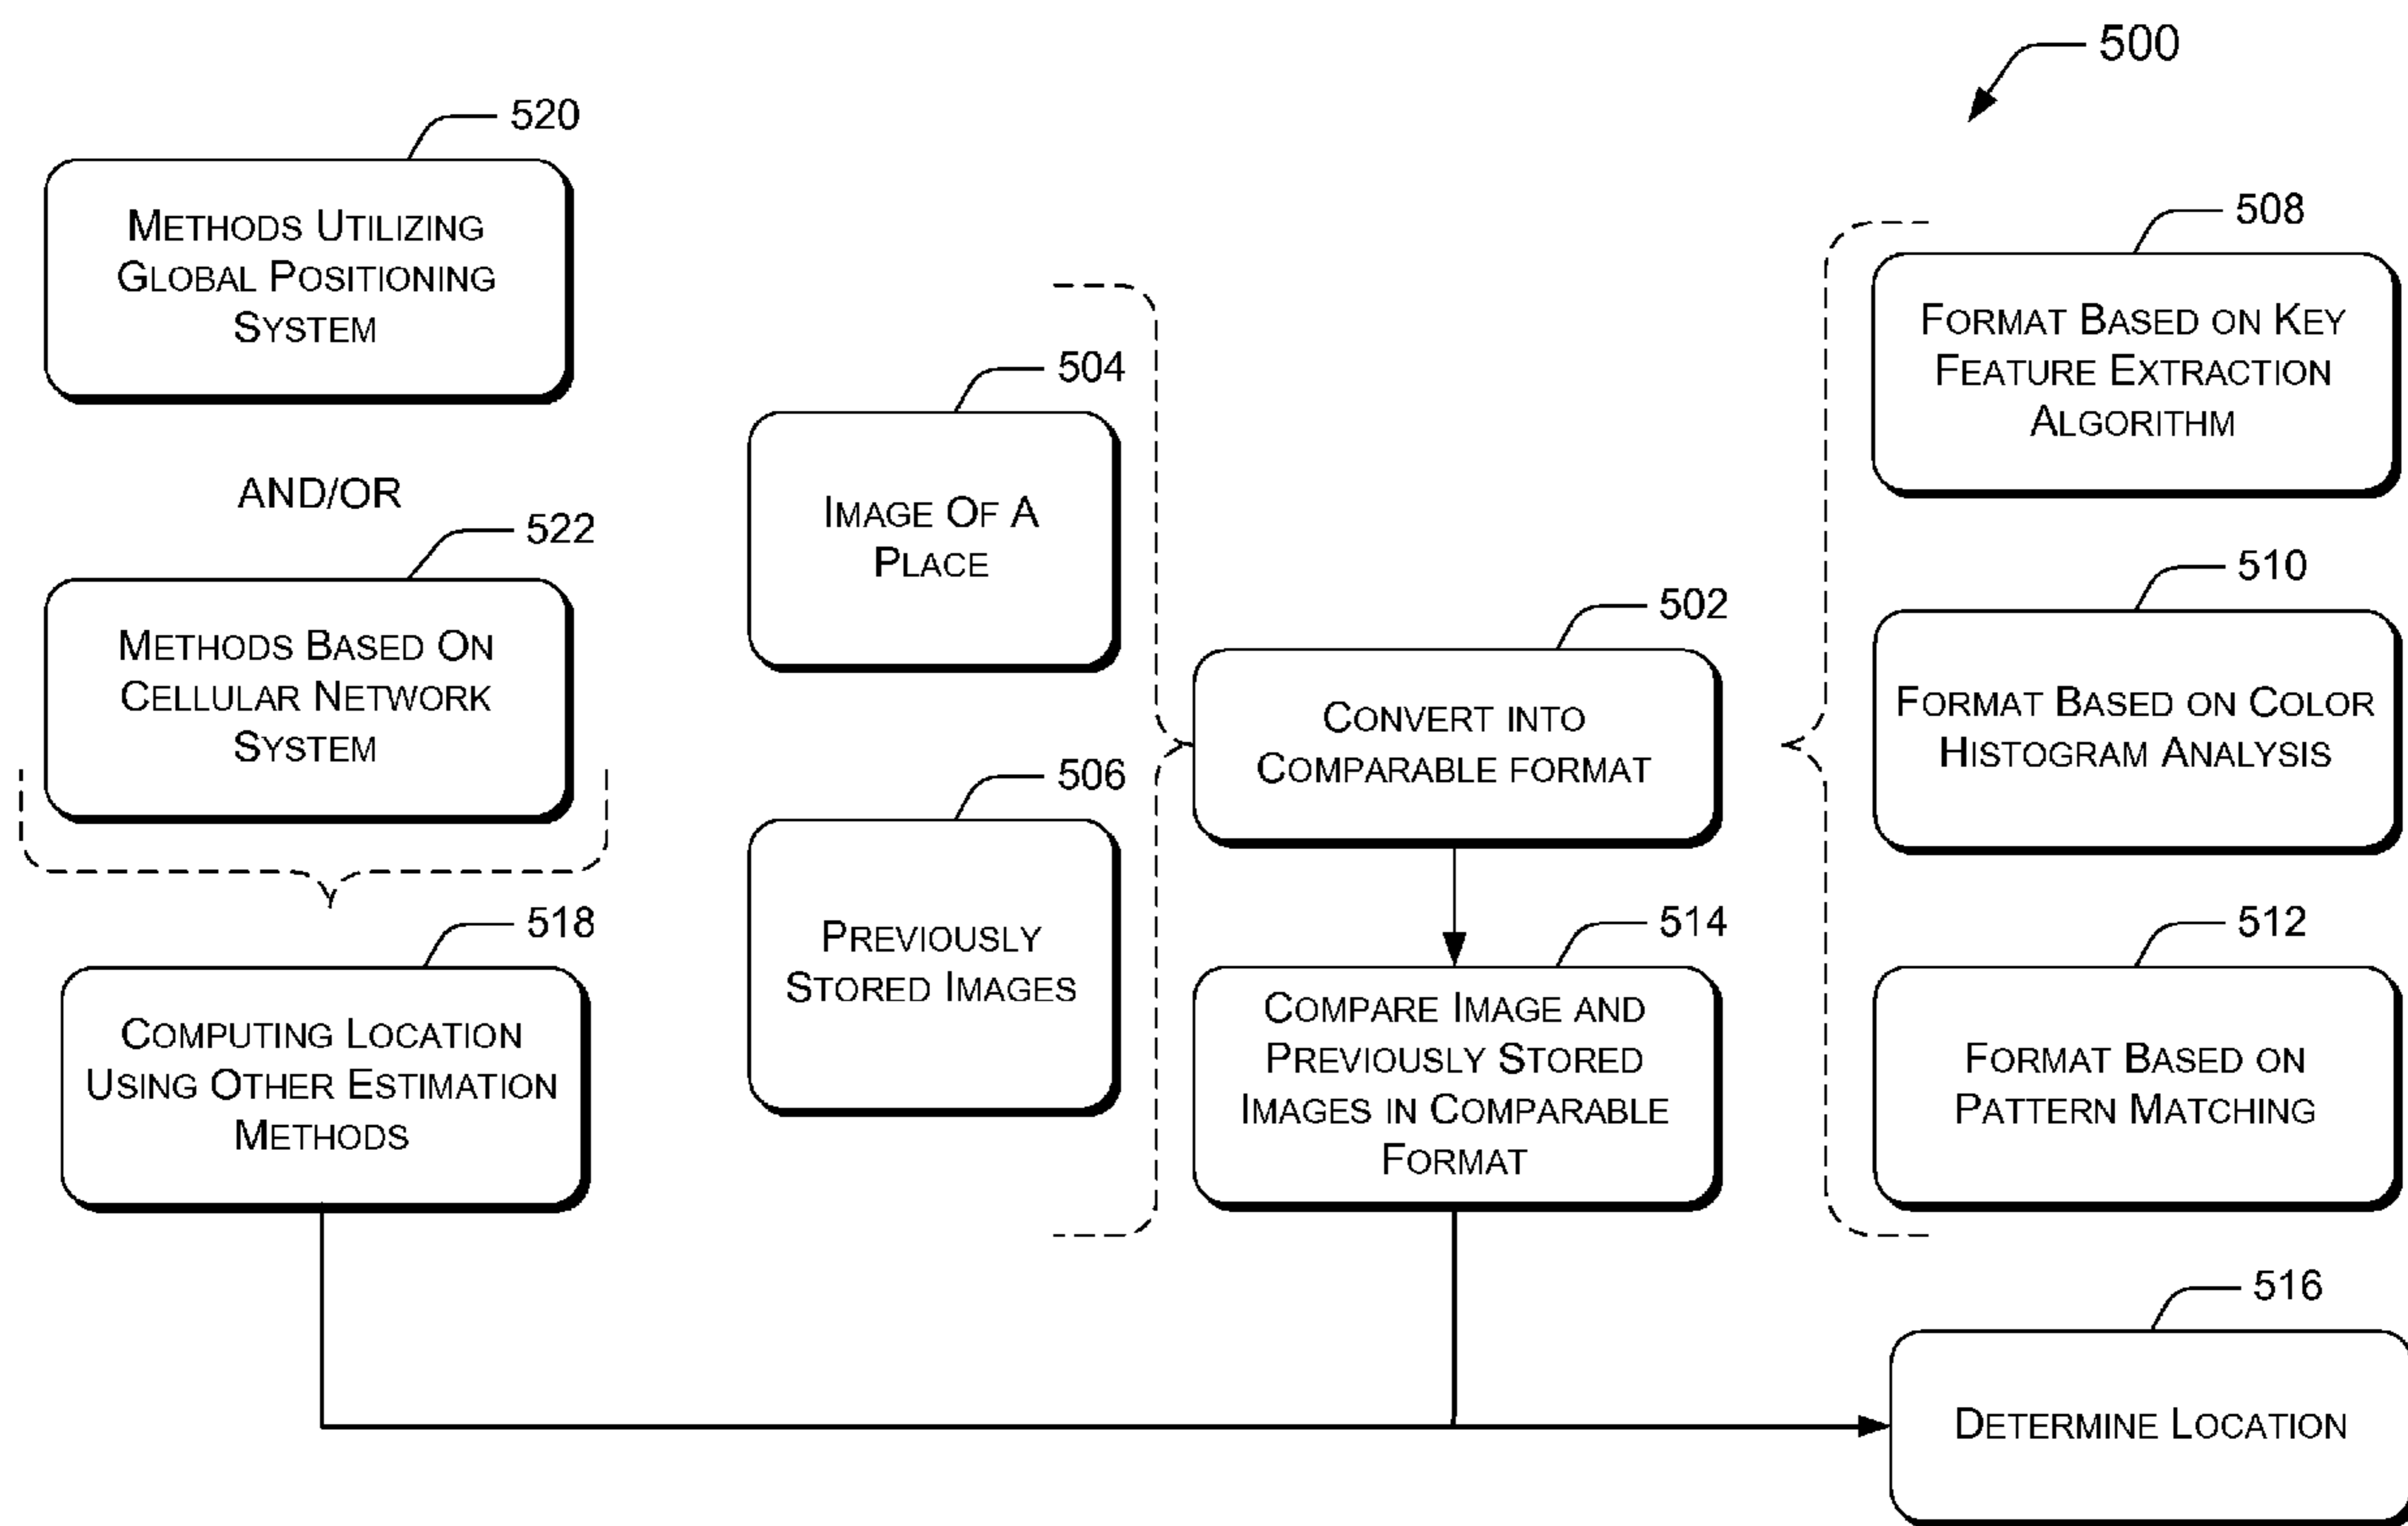 500
520
METHODS UTILIZING
GLOBAL POSITIONING
SYSTEM
AND/OR
522
METHODS BASED ON
CELLULAR NETWORK
SYSTEM
518
COMPUTING LOCATION
USING OTHER ESTIMATION
METHODS
504
IMAGE OF A
PLACE
506
PREVIOUSLY
STORED IMAGES
502
CONVERT INTO
COMPARABLE FORMAT
514
COMPARE IMAGE AND
PREVIOUSLY STORED
IMAGES IN COMPARABLE
FORMAT
508
FORMAT BASED ON KEY
FEATURE EXTRACTION
ALGORITHM
510
FORMAT BASED ON COLOR
HISTOGRAM ANALYSIS
512
FORMAT BASED ON
PATTERN MATCHING
516
DETERMINE LOCATION